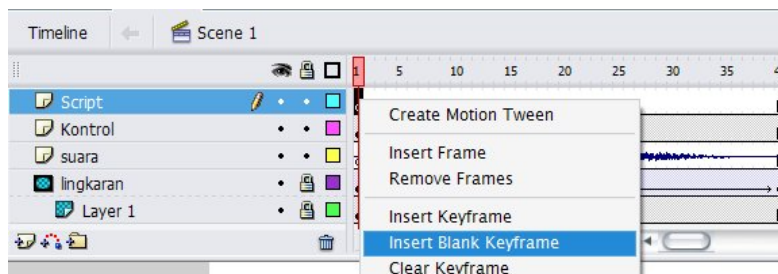 Timeline Scene 1
1 5 10 15 20 25 30 35
Script
Create Motion Tween
Kontrol
suara
Insert Frame
lingkaran
Remove Frames
Layer 1
Insert Keyframe
Insert Blank Keyframe
Clear Keyframe